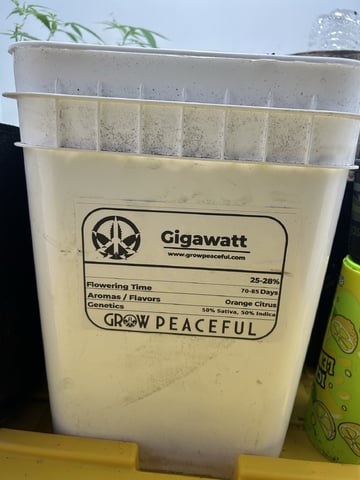 Gigawatt
www.growpeaceful.com
25-28%
Flowering Time 70-85 Days
Aromas / Flavors Orange Citrus
Genetics 50% Sativa, 50% Indica
GROW PEACEFUL